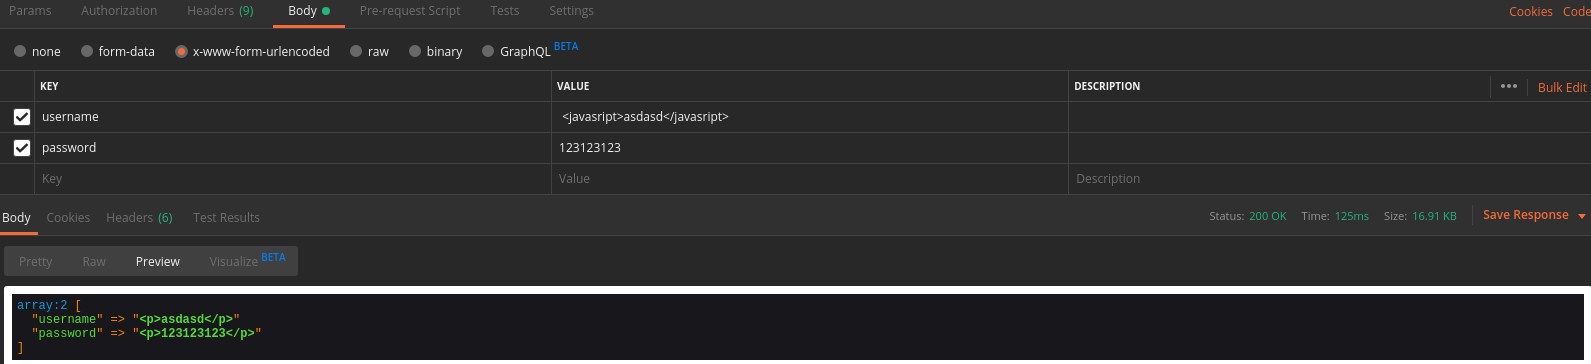 Params Authorization Headers (9) Body Pre-request Script Tests Settings Cookies Code
none form-data x-www-form-urlencoded raw binary GraphQL BETA
KEY VALUE DESCRIPTION ••• Bulk Edit
username <javasript>asdasd</javasript>
password 123123123
Key Value Description
Body Cookies Headers (6) Test Results Status: 200 OK Time: 125ms Size: 16.91 KB Save Response
Pretty Raw Preview Visualize BETA
array:2 [
"username" => "<p>asdasd</p>"
"password" => "<p>123123123</p>"
]